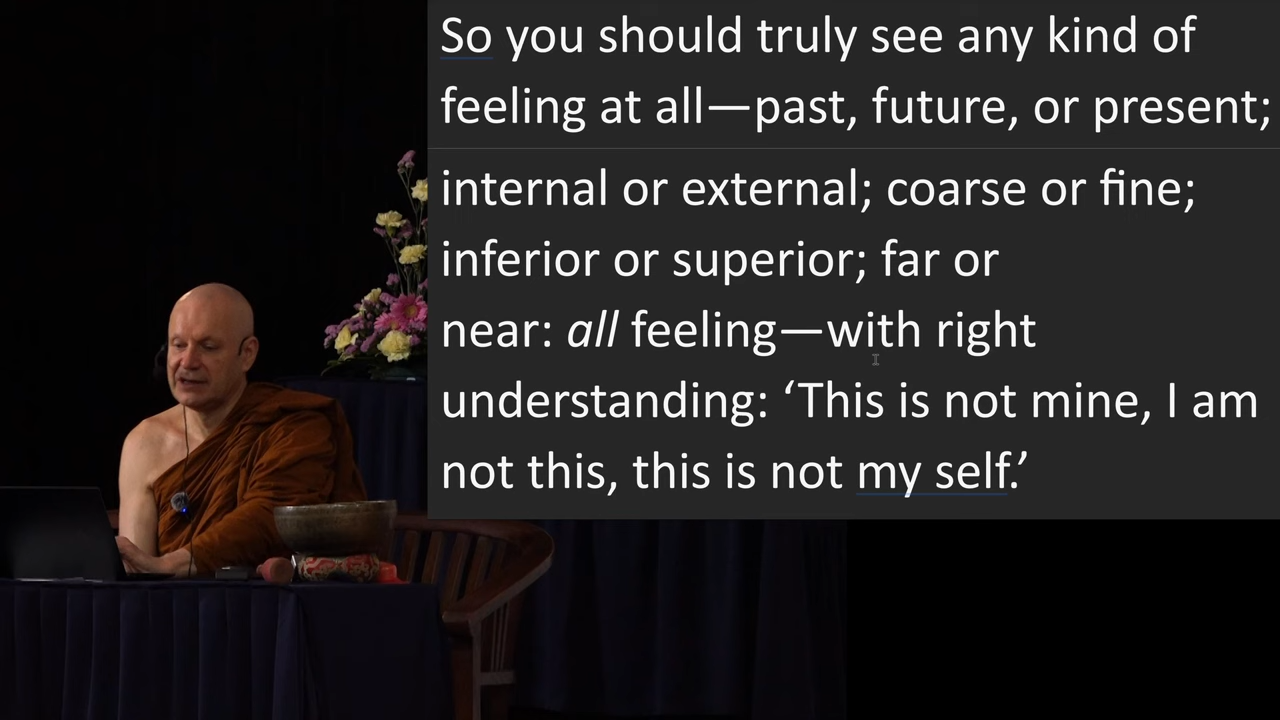 So you should truly see any kind of
feeling at all—past, future, or present;
internal or external; coarse or fine;
inferior or superior; far or
near: all feeling—with right
understanding: ‘This is not mine, I am
not this, this is not my self.’